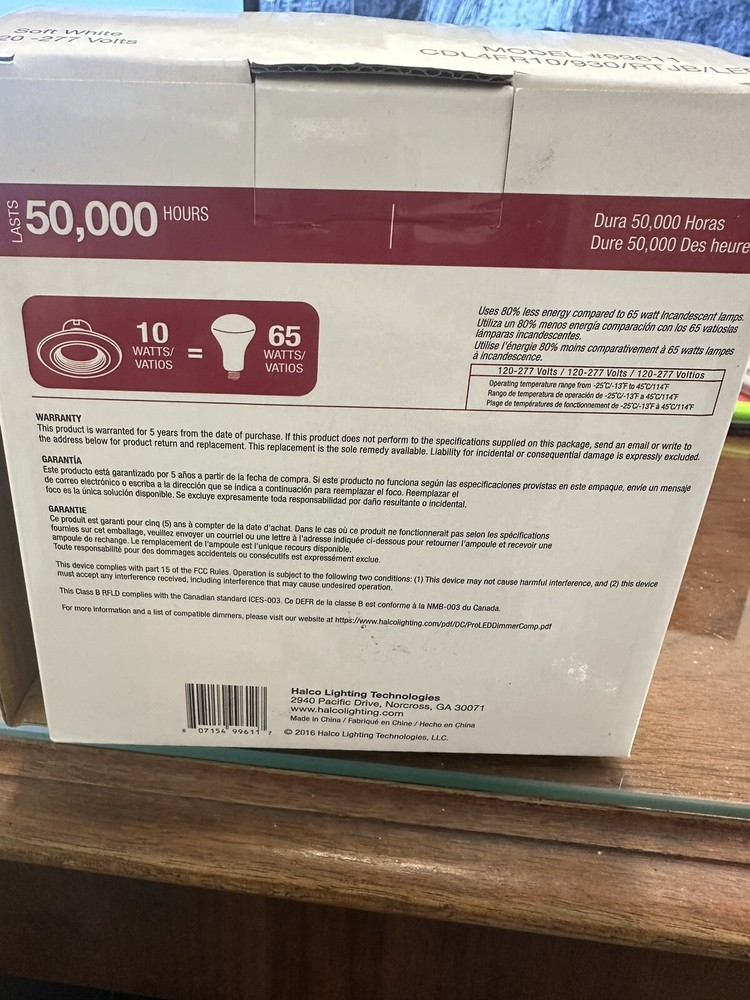 Soft White
20 -277 Volts
MODEL #99611
CDL4FR10/930/RTJB/LE
LASTS 50,000 HOURS
Dura 50,000 Horas
Dure 50,000 Des heure
10
WATTS/
VATIOS
=
65
WATTS/
VATIOS
Uses 80% less energy compared to 65 watt incandescent lamps.
Utiliza un 80% menos energía comparación con los 65 vatioslas
lámparas incandescentes.
Utilise l'énergie 80% moins comparativement à 65 watts lampes
à incandescence.
120-277 Volts / 120-277 Volts / 120-277 Voltios
Operating temperature range from -25˚C/-13˚F to 45˚C/114˚F
Rango de temperatura de operación de -25˚C/-13˚F a 45˚C/114˚F
Plage de températures de fonctionnement de -25˚C/-13˚F à 45˚C/114˚F
WARRANTY
This product is warranted for 5 years from the date of purchase. If this product does not perform to the specifications supplied on this package, send an email or write to
the address below for product return and replacement. This replacement is the sole remedy available. Liability for incidental or consequential damage is expressly excluded.
GARANTÍA
Este producto está garantizado por 5 años a partir de la fecha de compra. Si este producto no funciona según las especificaciones provistas en este empaque, envíe un mensaje
de correo electrónico o escriba a la dirección que se indica a continuación para reemplazar el foco. Reemplazar el
foco es la única solución disponible. Se excluye expresamente toda responsabilidad por daño resultante o incidental.
GARANTIE
Ce produit est garanti pour cinq (5) ans à compter de la date d'achat. Dans le cas où ce produit ne fonctionnerait pas selon les spécifications
fournies sur cet emballage, veuillez envoyer un courriel ou une lettre à l'adresse indiquée ci-dessous pour retourner l'ampoule et recevoir une
ampoule de rechange. Le remplacement de l'ampoule est l'unique recours disponible.
Toute responsabilité pour des dommages accidentels ou consécutifs est expressément exclue.
This device complies with part 15 of the FCC Rules. Operation is subject to the following two conditions: (1) This device may not cause harmful interference, and (2) this device
must accept any interference received, including interference that may cause undesired operation.
This Class B RFLD complies with the Canadian standard ICES-003. Ce DEFR de la classe B est conforme à la NMB-003 du Canada.
For more information and a list of compatible dimmers, please visit our website at https://www.halcolighting.com/pdf/DC/ProLEDDimmerComp.pdf
Halco Lighting Technologies
2940 Pacific Drive, Norcross, GA 30071
www.halcolighting.com
Made in China / Fabriqué en Chine / Hecho en China
© 2016 Halco Lighting Technologies, LLC.
8 07154 99611 7